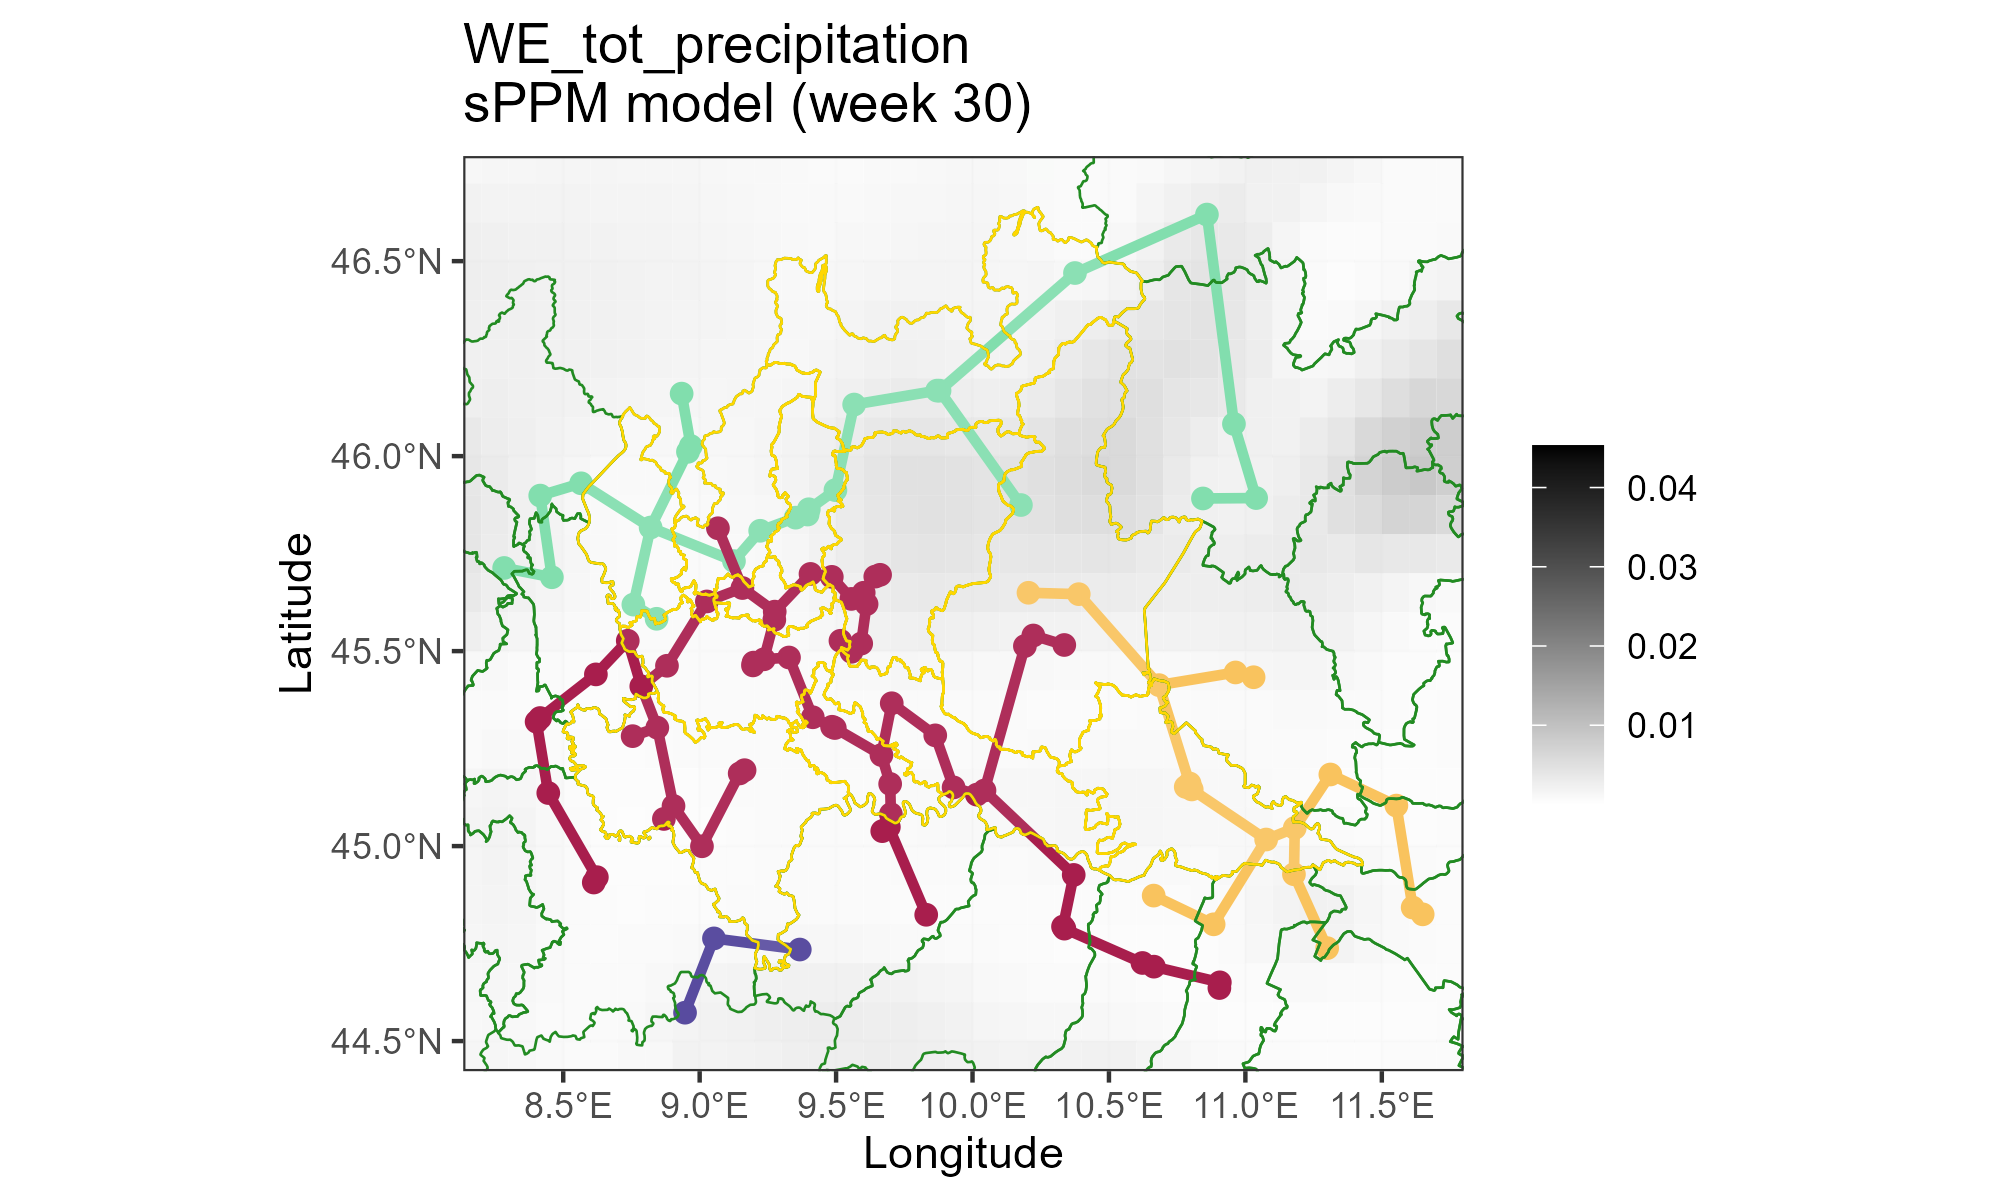 WE_tot_precipitation
sPPM model (week 30)
46.5°N
46.0°N
45.5°N
45.0°N
44.5°N
Latitude
8.5°E 9.0°E 9.5°E 10.0°E 10.5°E 11.0°E 11.5°E
Longitude
0.04
0.03
0.02
0.01